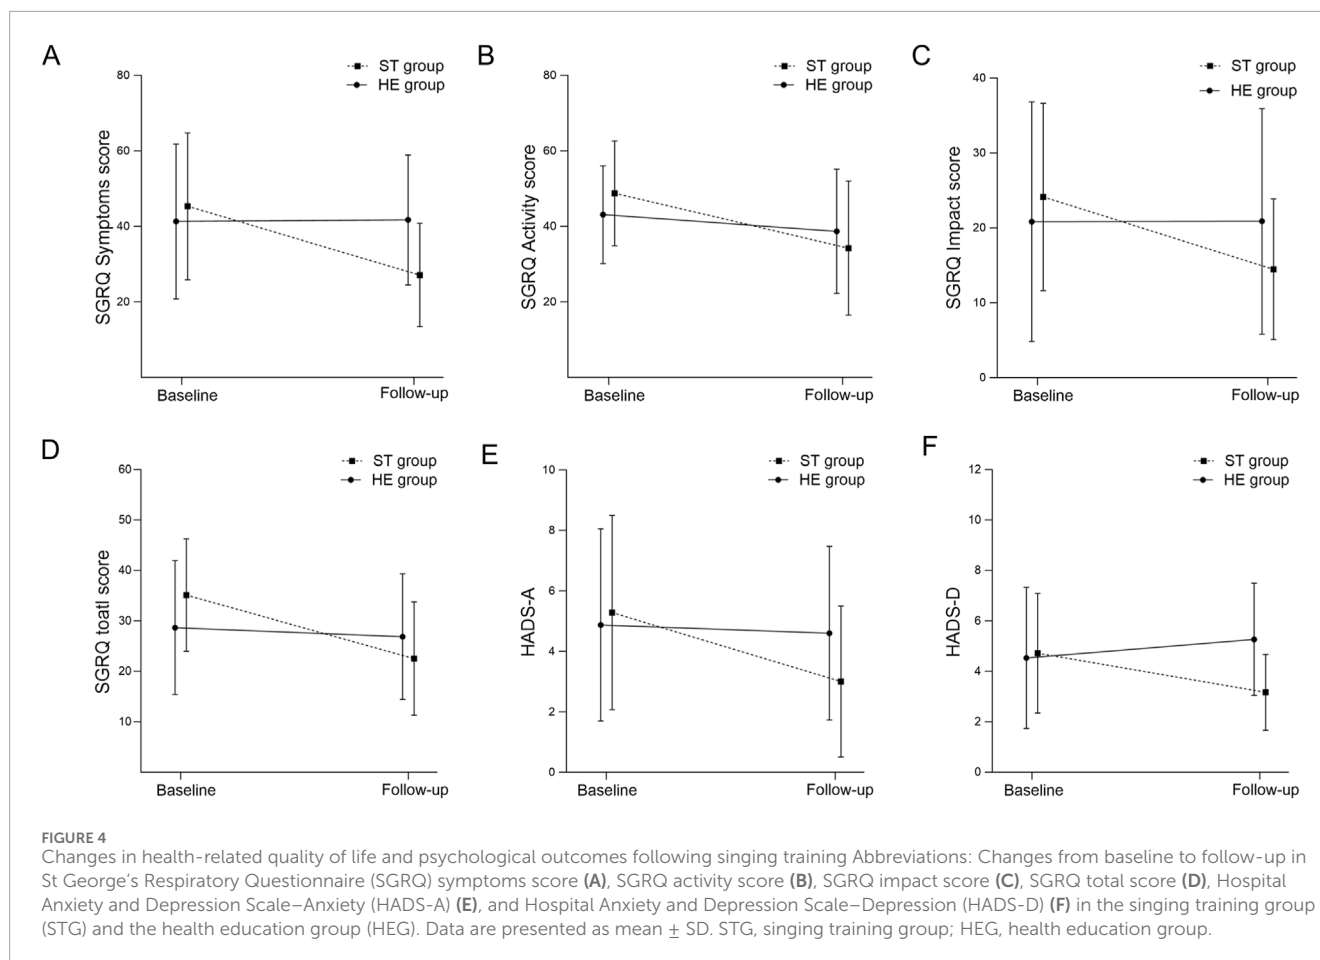 A
ST group
HE group
SGRQ Symptoms score
80
60
40
20
Baseline
Follow-up
B
ST group
HE group
SGRQ Activity score
80
60
40
20
Baseline
Follow-up
C
ST group
HE group
SGRQ Impact score
40
30
20
10
0
Baseline
Follow-up
D
ST group
HE group
SGRQ toatl score
60
50
40
30
20
10
Baseline
Follow-up
E
ST group
HE group
HADS-A
10
8
6
4
2
0
Baseline
Follow-up
F
ST group
HE group
HADS-D
12
10
8
6
4
2
0
Baseline
Follow-up
FIGURE 4
Changes in health-related quality of life and psychological outcomes following singing training Abbreviations: Changes from baseline to follow-up in
St George’s Respiratory Questionnaire (SGRQ) symptoms score (A), SGRQ activity score (B), SGRQ impact score (C), SGRQ total score (D), Hospital
Anxiety and Depression Scale–Anxiety (HADS-A) (E), and Hospital Anxiety and Depression Scale–Depression (HADS-D) (F) in the singing training group
(STG) and the health education group (HEG). Data are presented as mean ± SD. STG, singing training group; HEG, health education group.